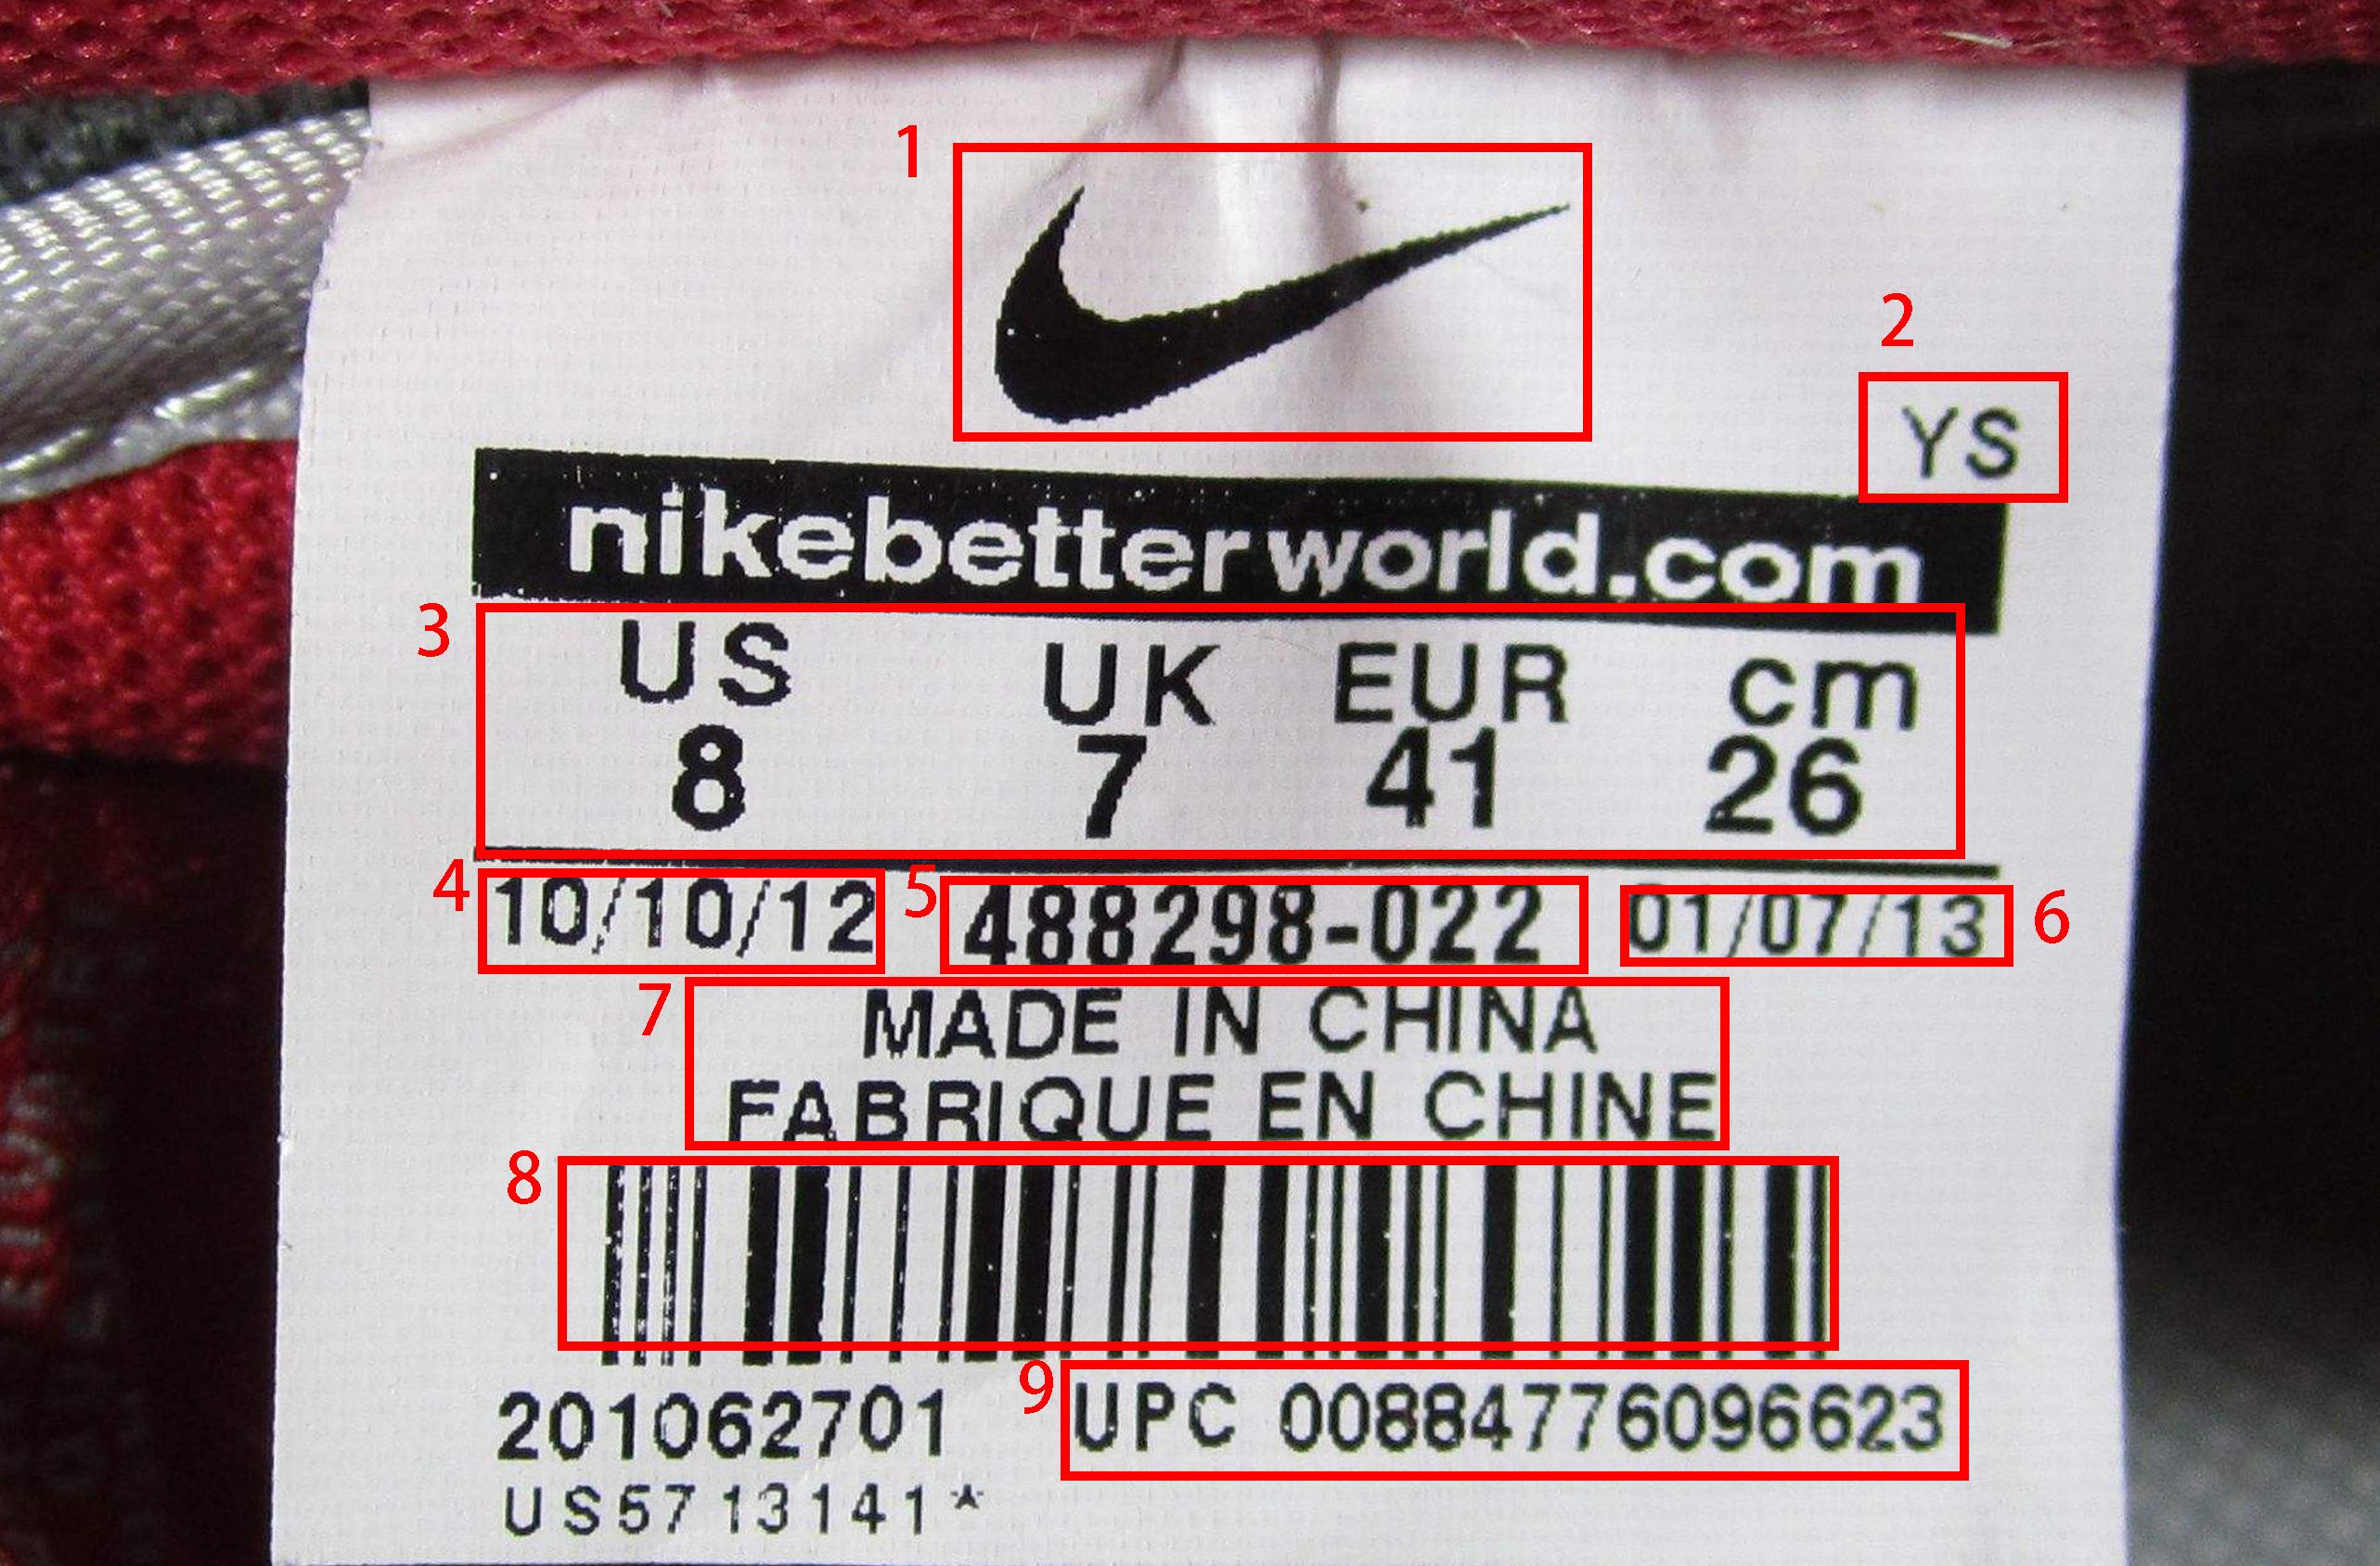 1
2
YS
nikebetterworld.com
3
US UK EUR cm
8 7 41 26
4 10/10/12 5 488298-022 01/07/13 6
7 MADE IN CHINA
FABRIQUE EN CHINE
8
9
201062701 UPC 00884776096623
US5713141*